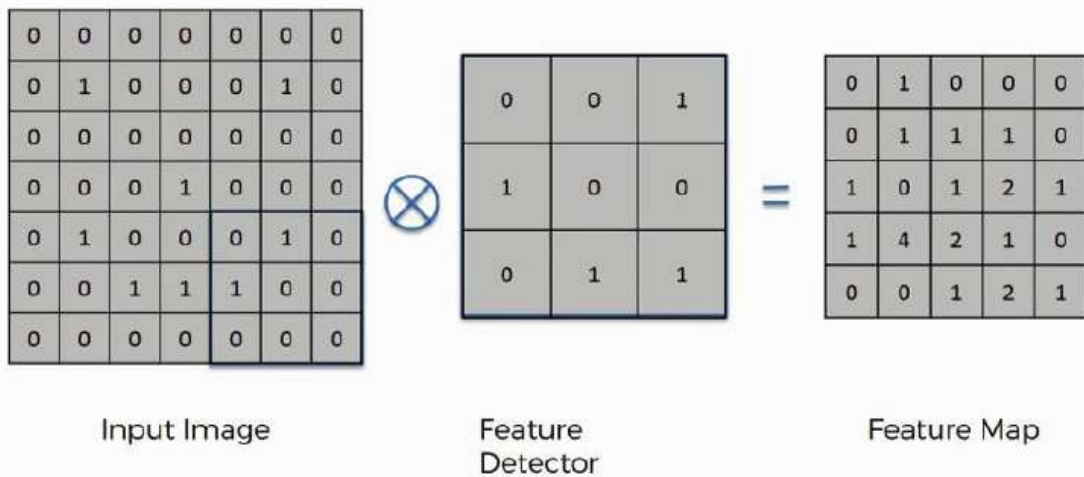 0 0 0 0 0 0 0
0 1 0 0 0 1 0
0 0 0 0 0 0 0
0 0 0 1 0 0 0
0 1 0 0 0 1 0
0 0 1 1 1 0 0
0 0 0 0 0 0 0
Input Image
0 0 1
1 0 0
0 1 1
Feature
Detector
=
0 1 0 0 0
0 1 1 1 0
1 0 1 2 1
1 4 2 1 0
0 0 1 2 1
Feature Map